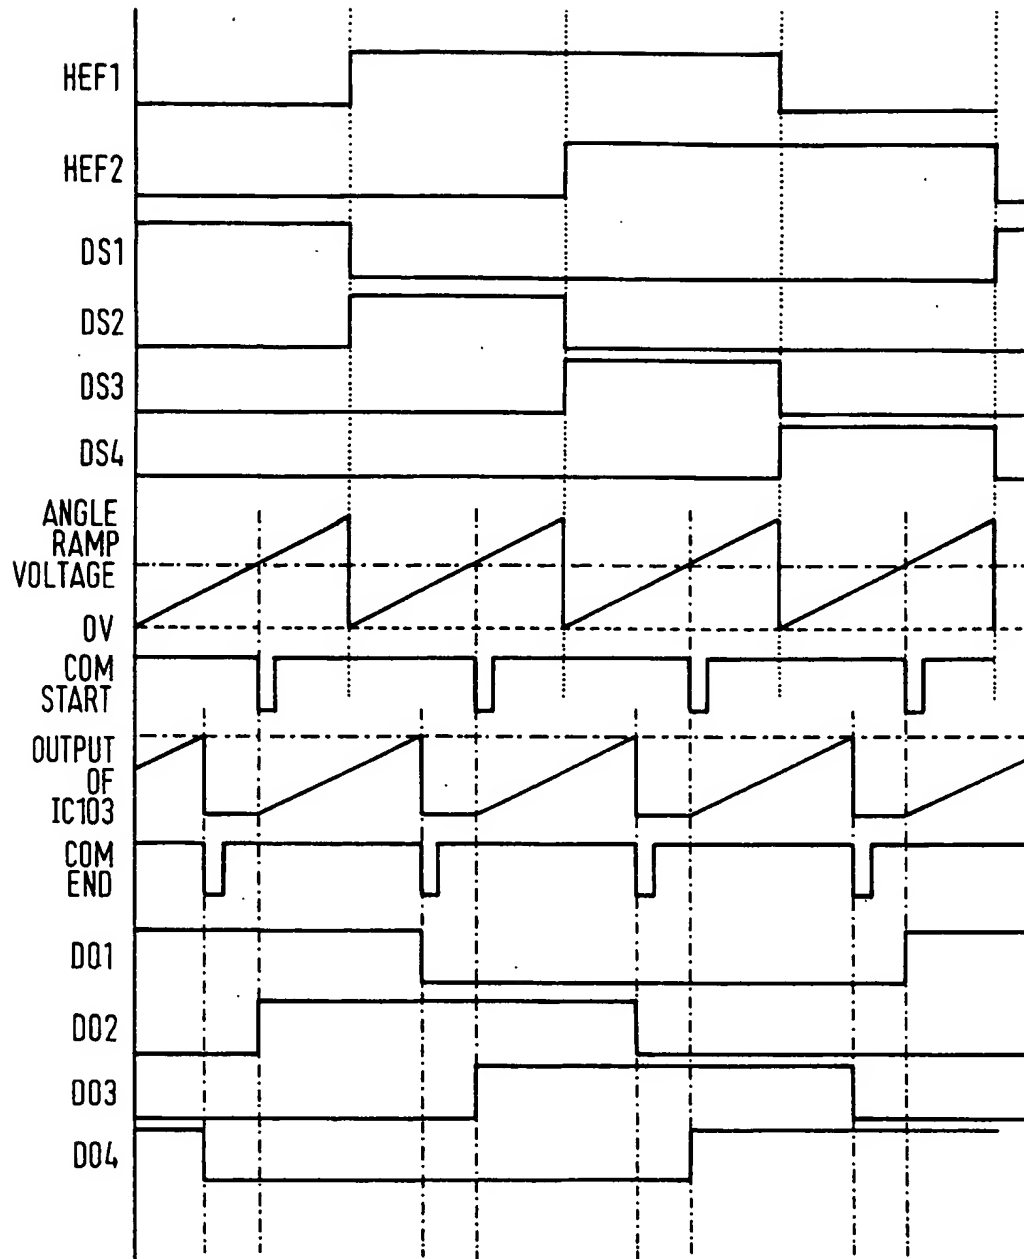 HEF1
HEF2
DS1
DS2
DS3
DS4
ANGLE
RAMP
VOLTAGE
0V
COM
START
OUTPUT
OF
IC103
COM
END
DO1
DO2
DO3
DO4